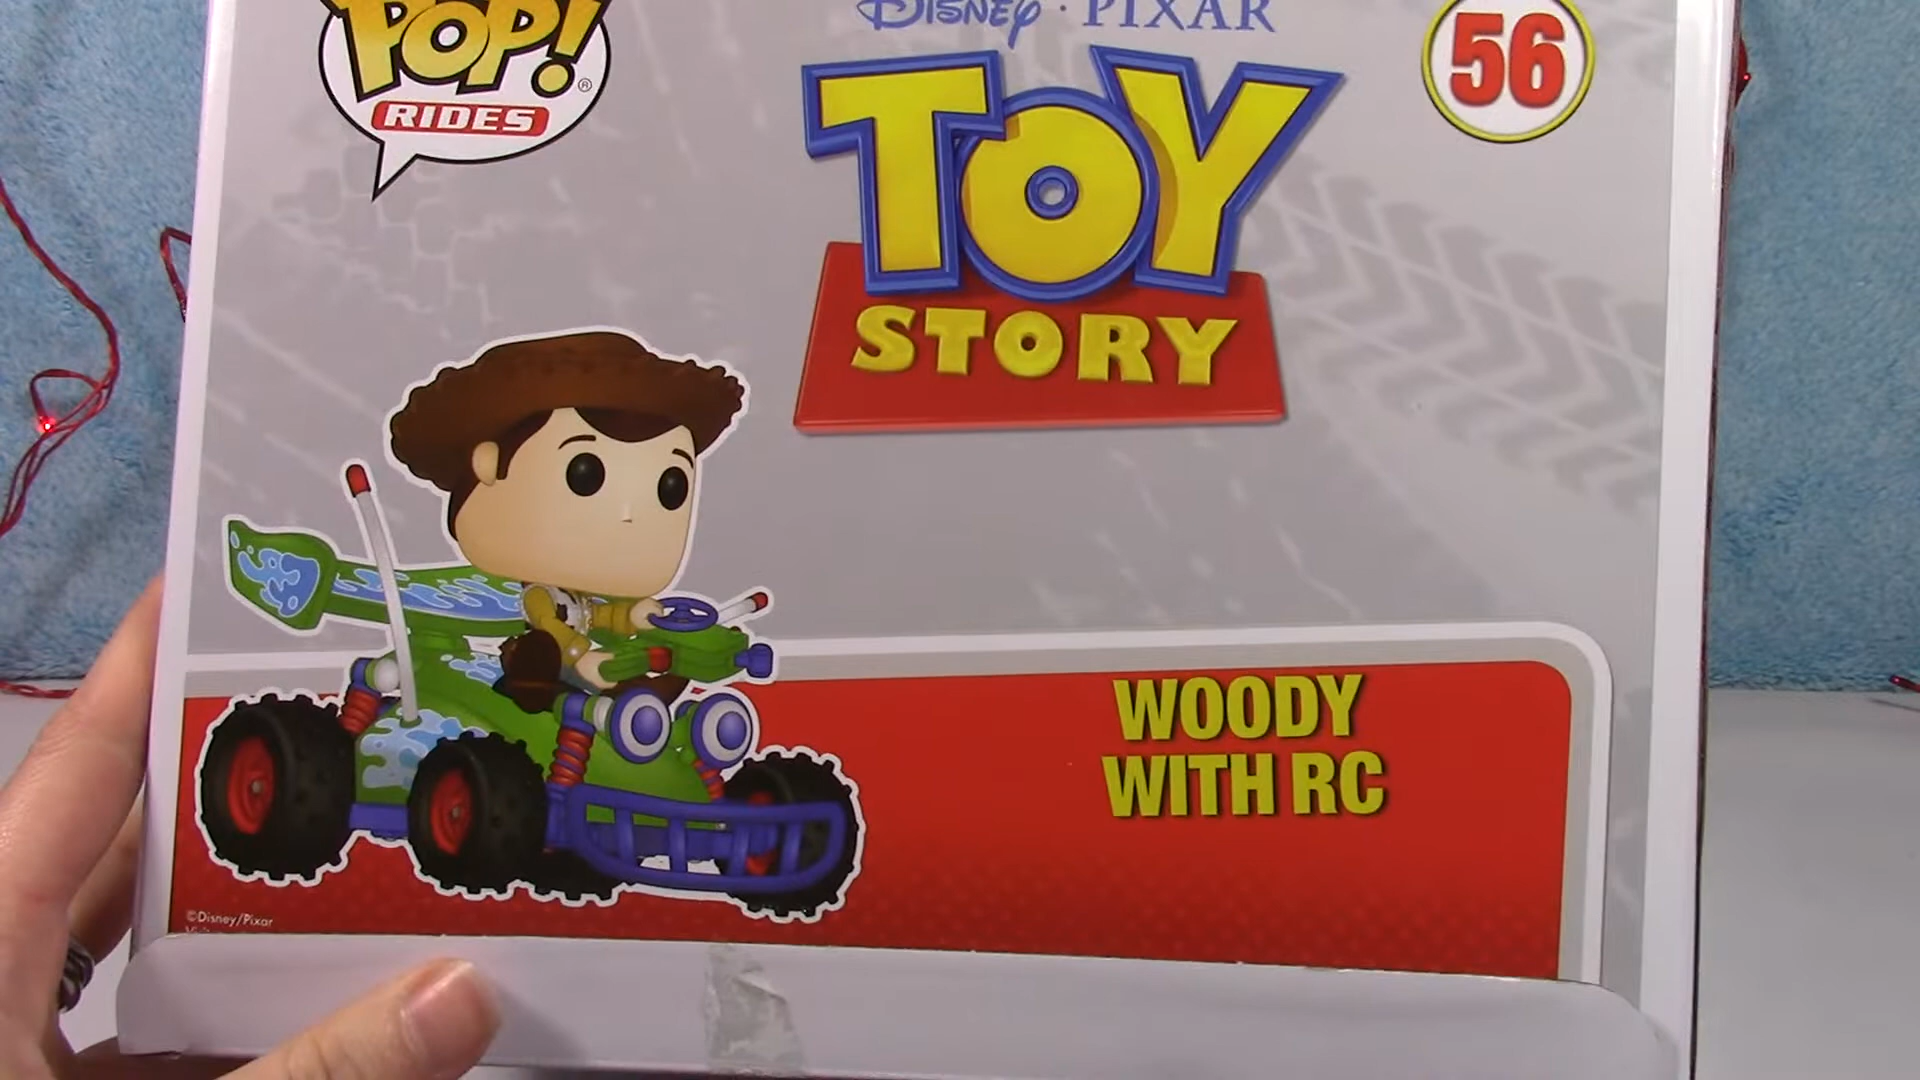 POP!®
RIDES
DISNEY · PIXAR
TOY
STORY
56
WOODY
WITH RC
©Disney/Pixar